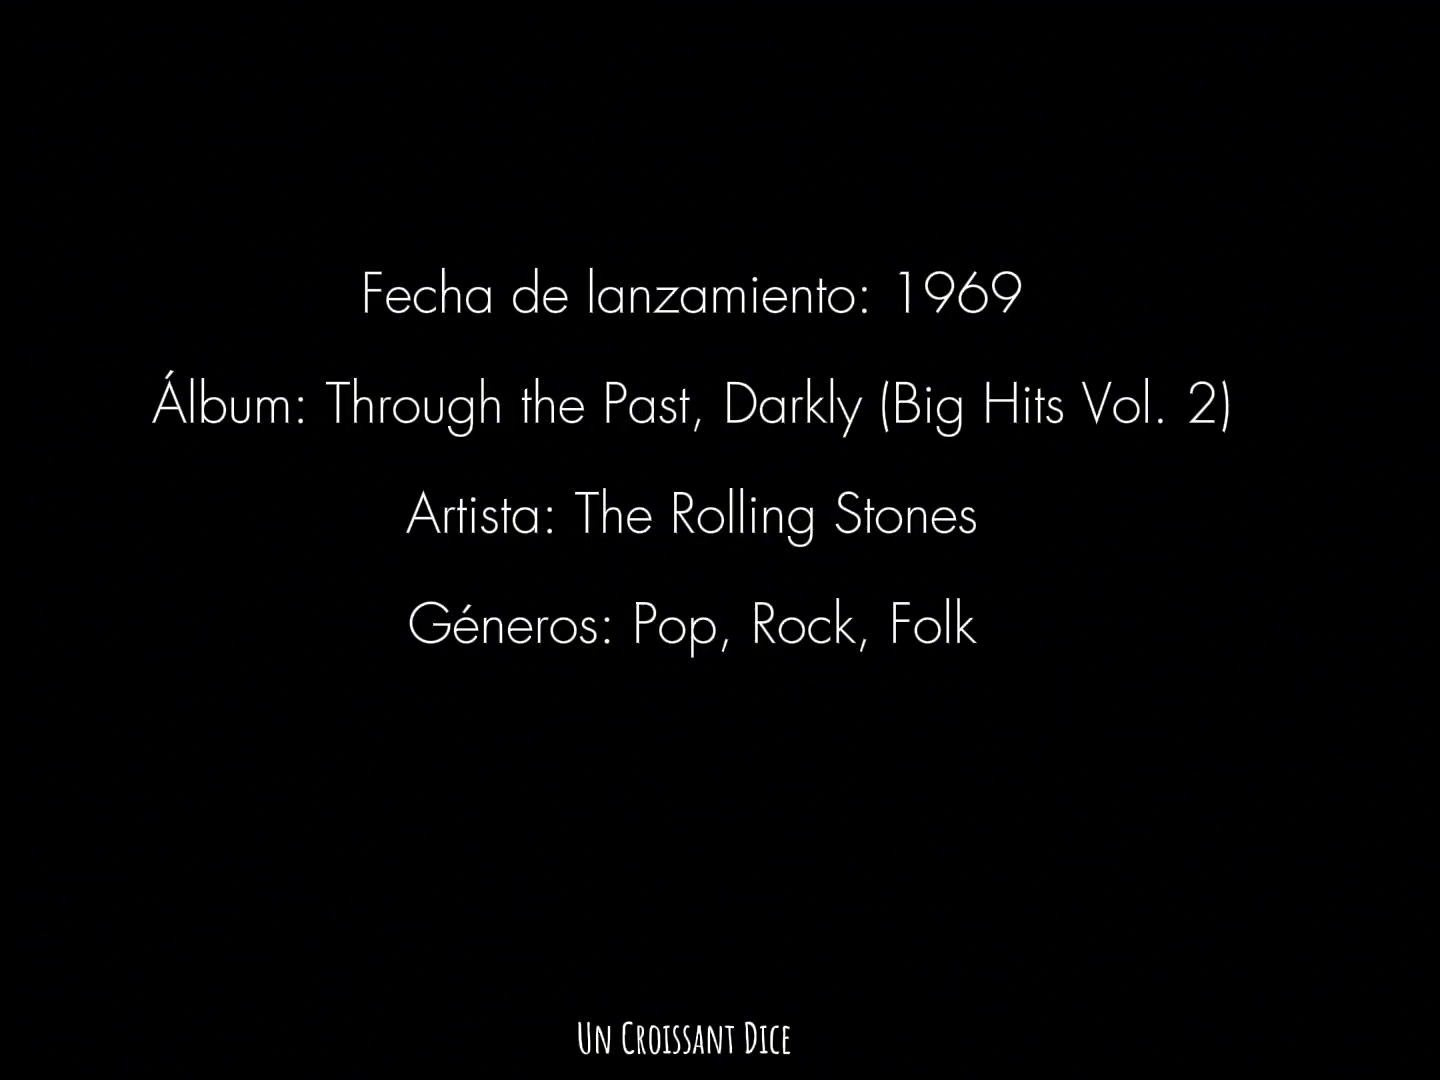 Fecha de lanzamiento: 1969
Álbum: Through the Past, Darkly (Big Hits Vol. 2)
Artista: The Rolling Stones
Géneros: Pop, Rock, Folk
Un Croissant Dice